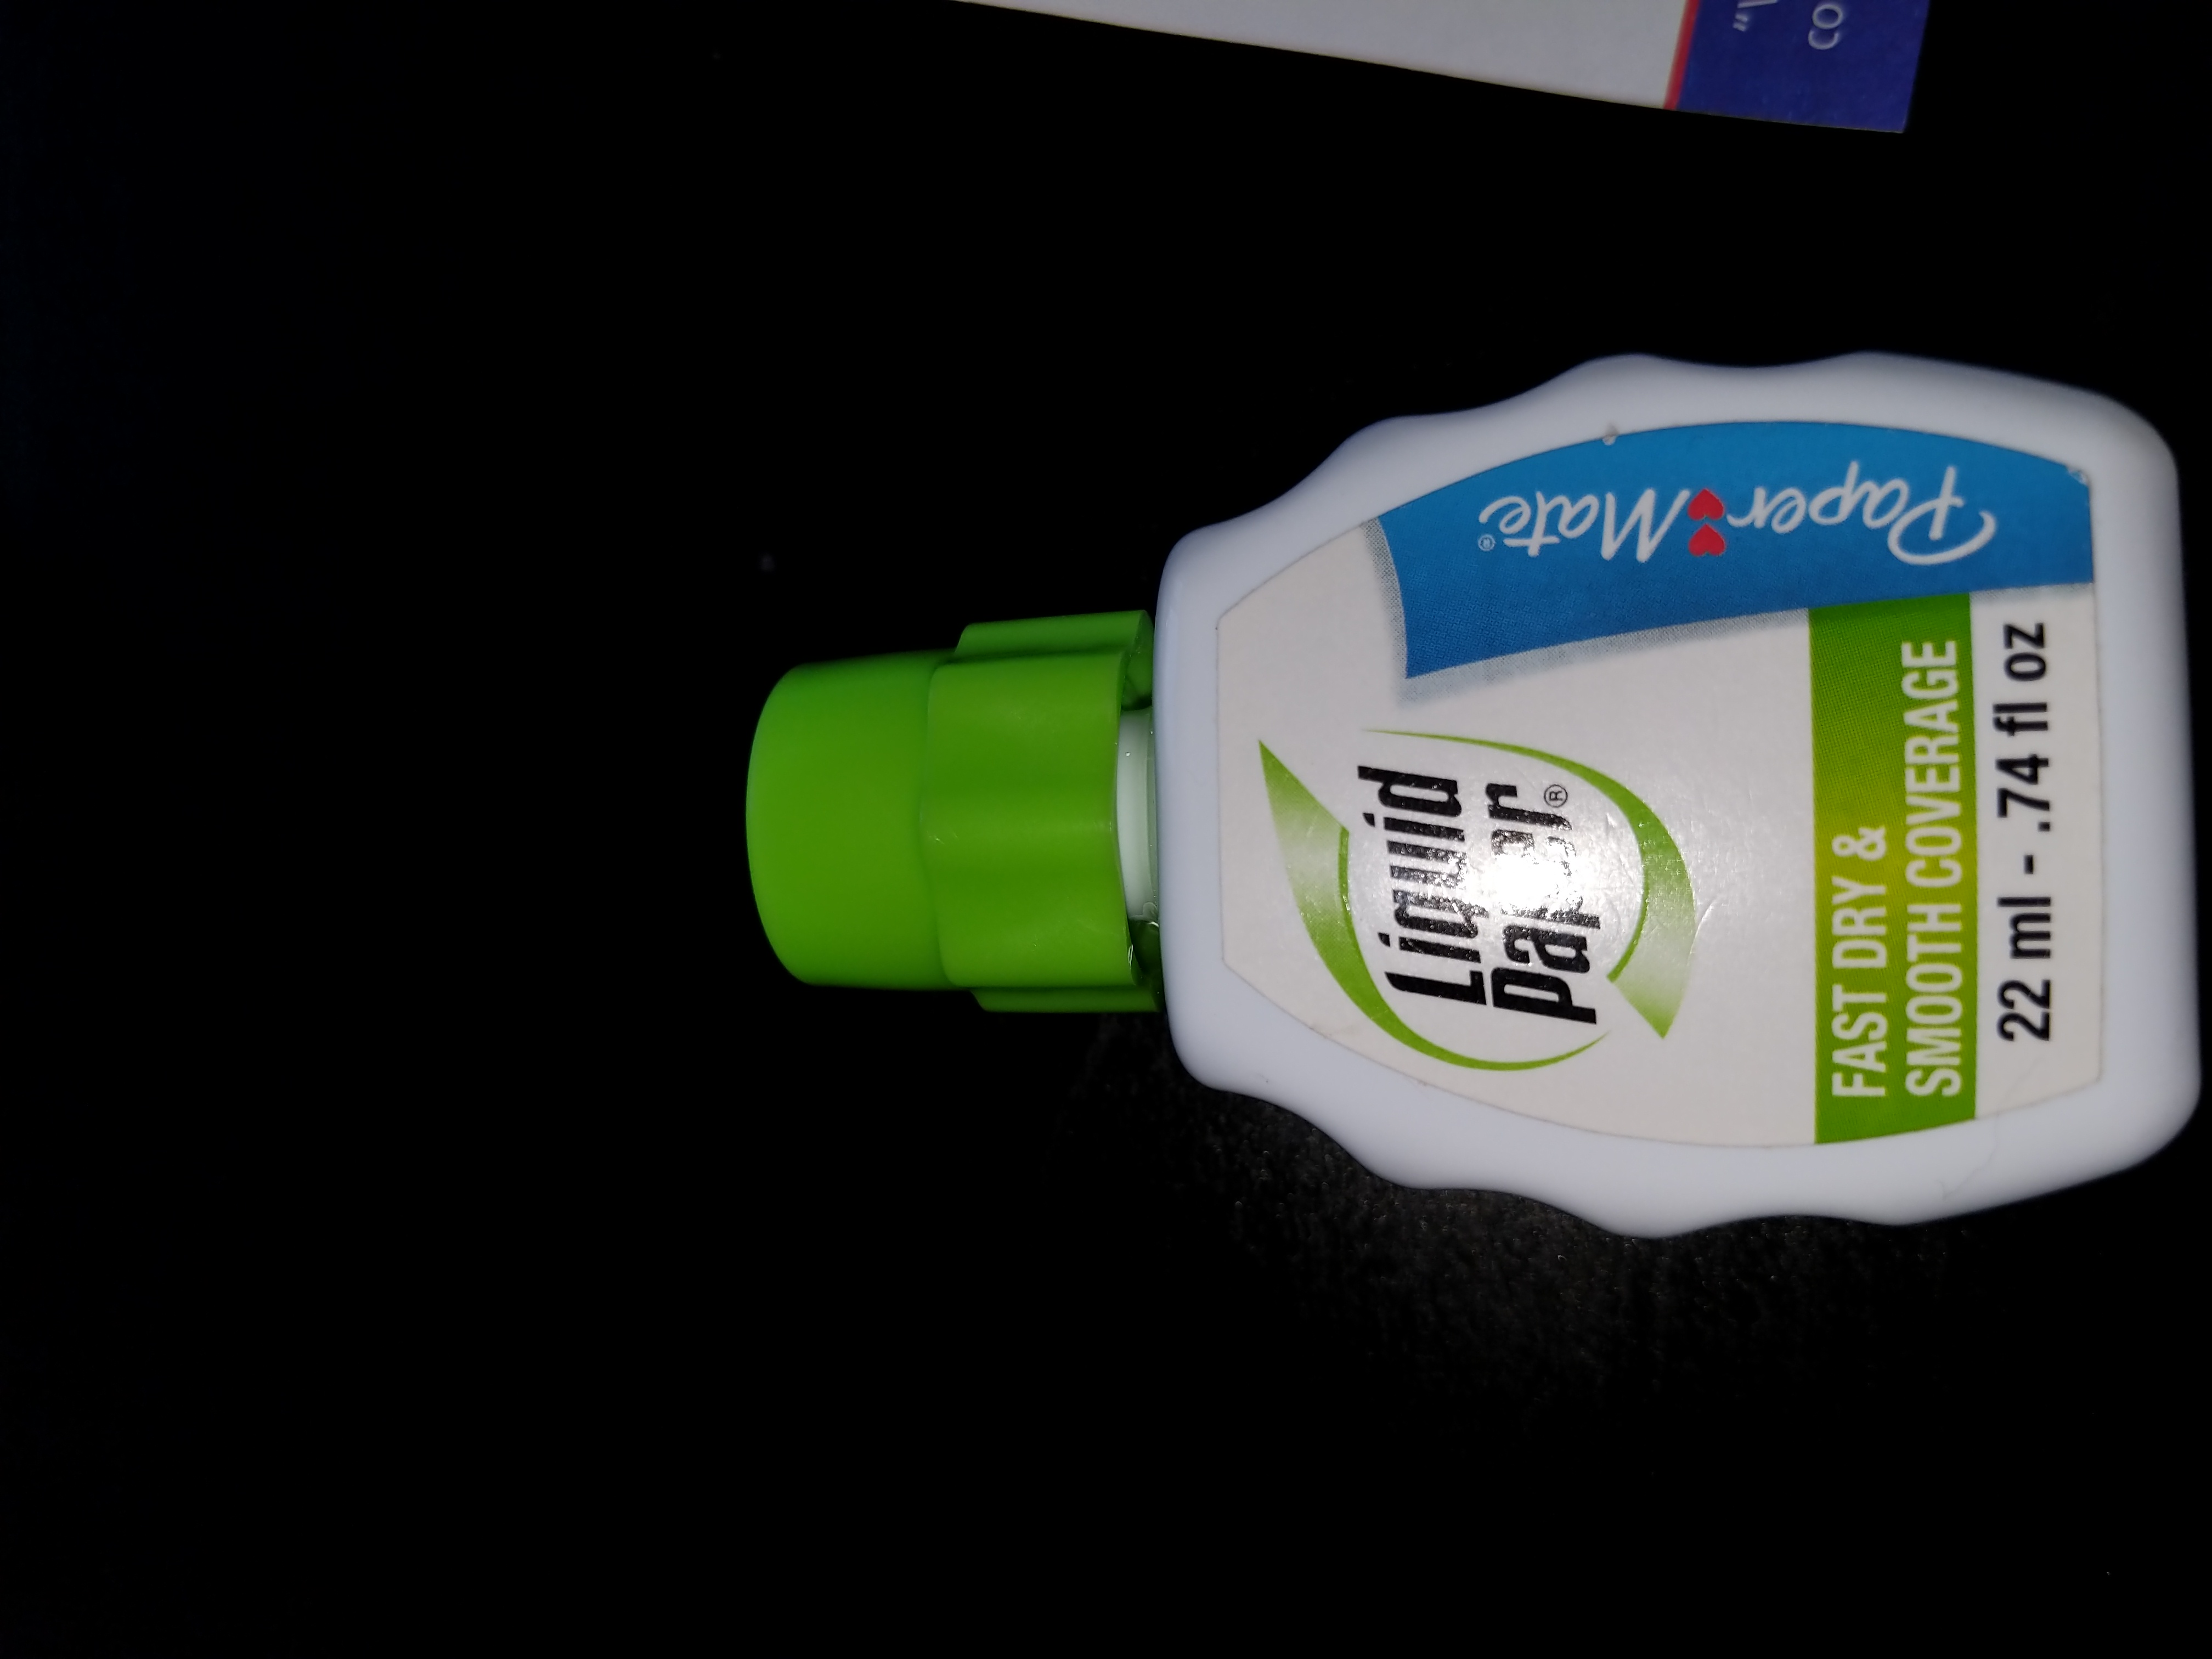 Liquid
Paper®
Paper Mate®
FAST DRY &
SMOOTH COVERAGE
22 ml - .74 fl oz